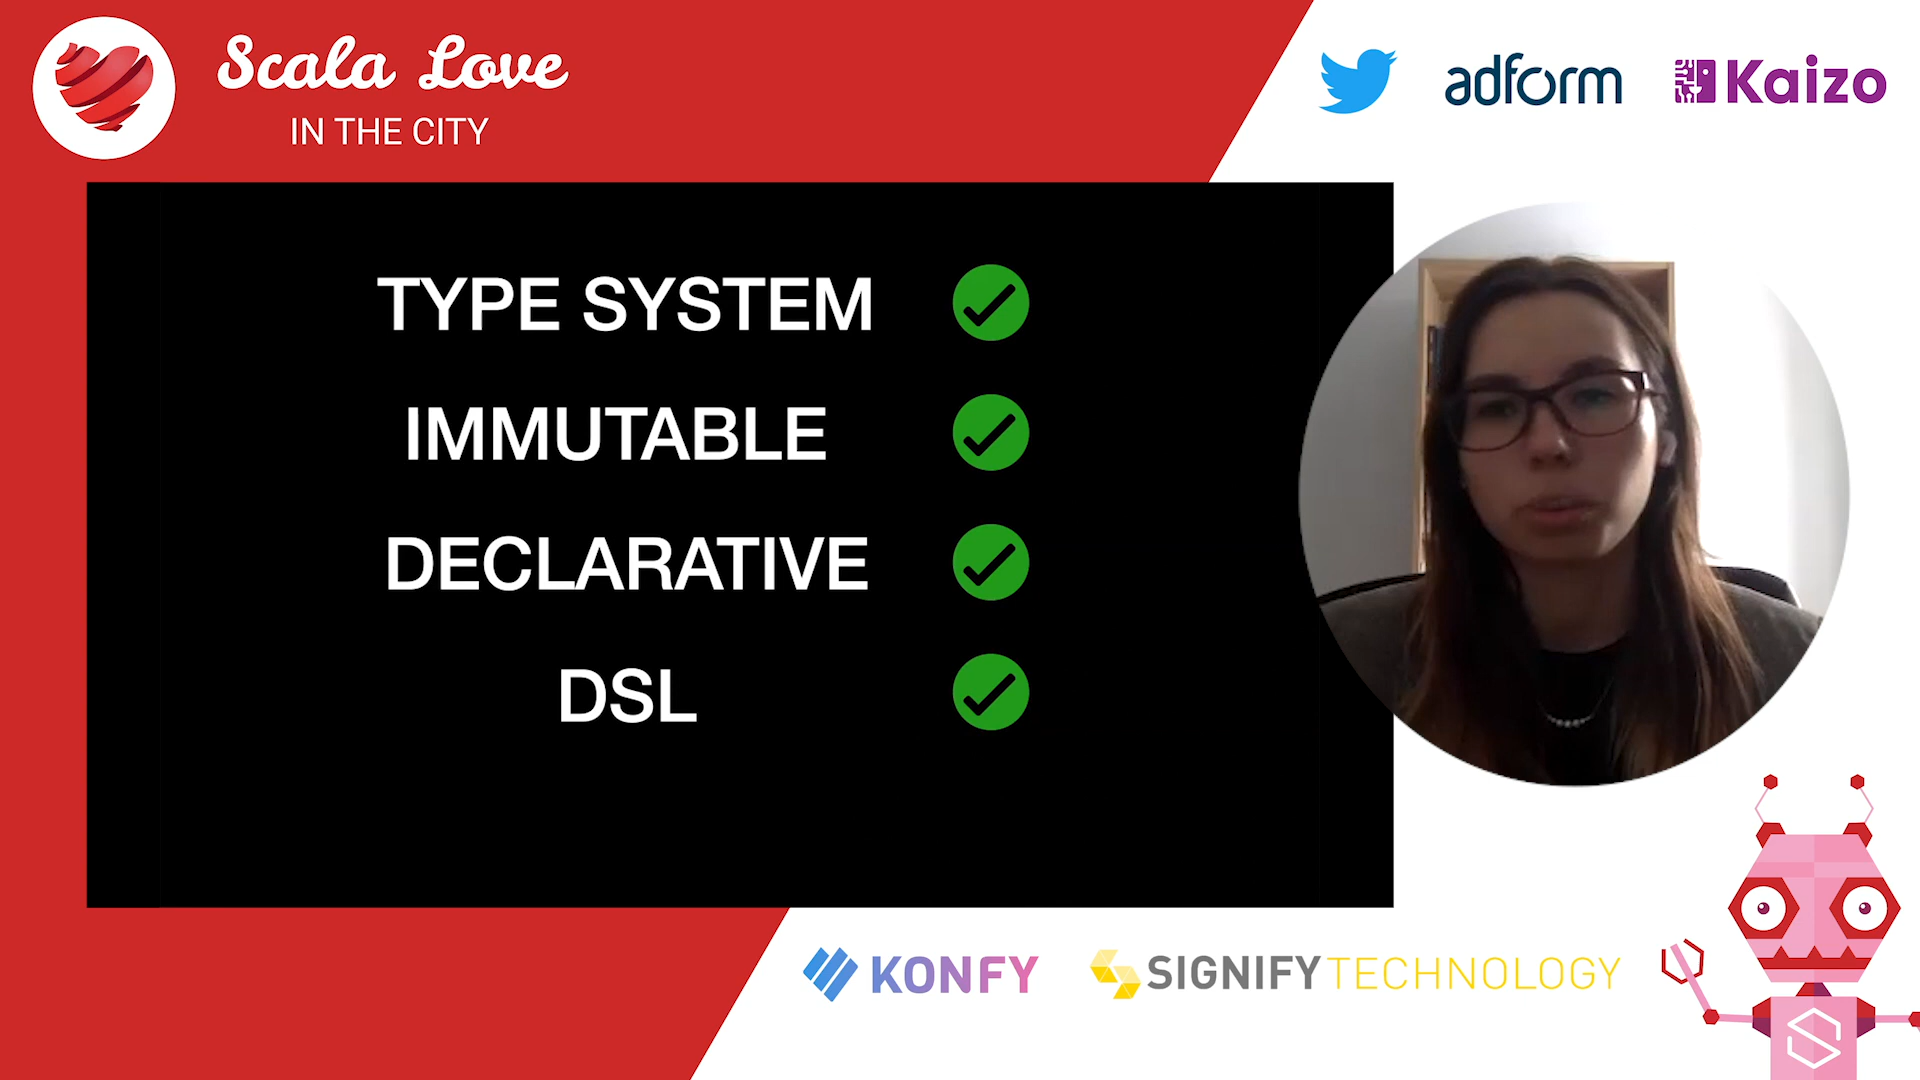 Scala Love
IN THE CITY
adform
Kaizo
TYPE SYSTEM
IMMUTABLE
DECLARATIVE
DSL
KONFY
SIGNIFY TECHNOLOGY